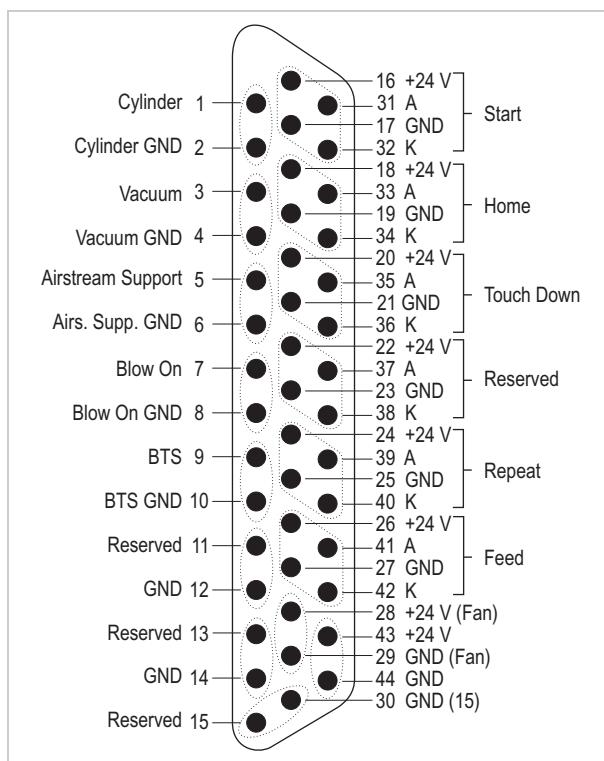 16 +24 V
Cylinder 1
31 A
Start
17 GND
Cylinder GND 2
32 K
18 +24 V
Vacuum 3
33 A
Home
19 GND
Vacuum GND 4
34 K
20 +24 V
Airstream Support 5
35 A
Touch Down
21 GND
Airs. Supp. GND 6
36 K
22 +24 V
Blow On 7
37 A
Reserved
23 GND
Blow On GND 8
38 K
24 +24 V
BTS 9
39 A
Repeat
25 GND
BTS GND 10
40 K
26 +24 V
Reserved 11
41 A
Feed
27 GND
GND 12
42 K
28 +24 V (Fan)
Reserved 13
43 +24 V
29 GND (Fan)
GND 14
44 GND
30 GND (15)
Reserved 15